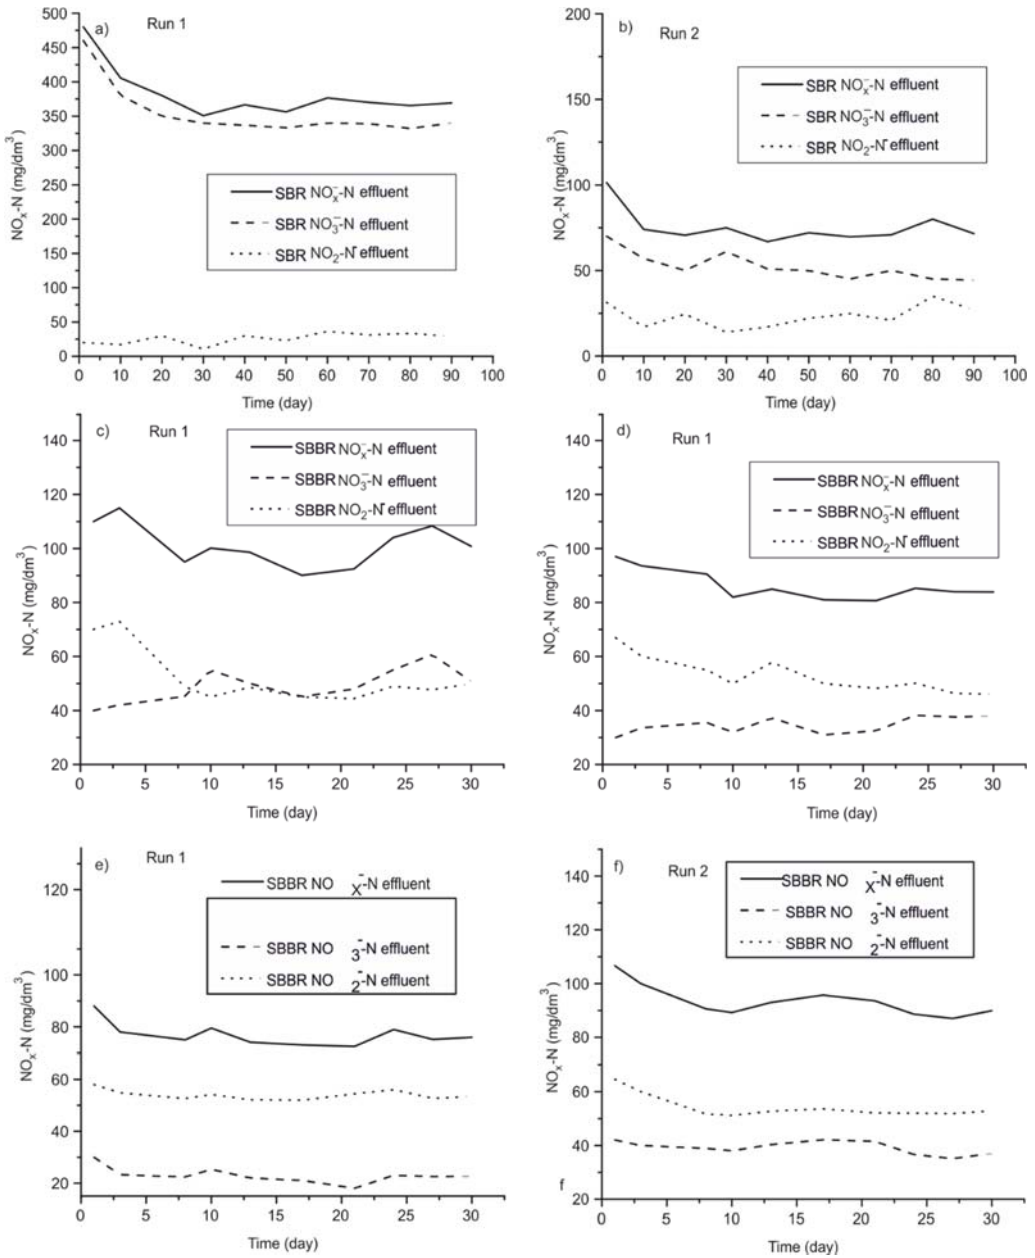 a) Run 1
500
450
400
350
300
250
200
150
100
50
0
NOₓ-N (mg/dm³)
SBR NOₓ⁻-N effluent
SBR NO₃⁻-N effluent
SBR NO₂-N⁻ effluent
0 10 20 30 40 50 60 70 80 90 100
Time (day)
b) Run 2
200
150
100
50
0
NOₓ-N (mg/dm³)
SBR NOₓ⁻-N effluent
SBR NO₃⁻-N effluent
SBR NO₂-N⁻ effluent
0 10 20 30 40 50 60 70 80 90 100
Time (day)
c) Run 1
140
120
100
80
60
40
20
NOₓ-N (mg/dm³)
SBBR NOₓ⁻-N effluent
SBBR NO₃⁻-N effluent
SBBR NO₂-N⁻ effluent
0 5 10 15 20 25 30
Time (day)
d) Run 1
140
120
100
80
60
40
20
NOₓ-N (mg/dm³)
SBBR NOₓ⁻-N effluent
SBBR NO₃⁻-N effluent
SBBR NO₂-N⁻ effluent
0 5 10 15 20 25 30
Time (day)
e) Run 1
120
100
80
60
40
20
NOₓ-N (mg/dm³)
SBBR NO X⁻-N effluent
SBBR NO 3⁻-N effluent
SBBR NO 2⁻-N effluent
0 5 10 15 20 25 30
Time (day)
f) Run 2
140
120
100
80
60
40
20
NOₓ-N (mg/dm³)
SBBR NO X⁻-N effluent
SBBR NO 3⁻-N effluent
SBBR NO 2⁻-N effluent
f
0 5 10 15 20 25 30
Time (day)